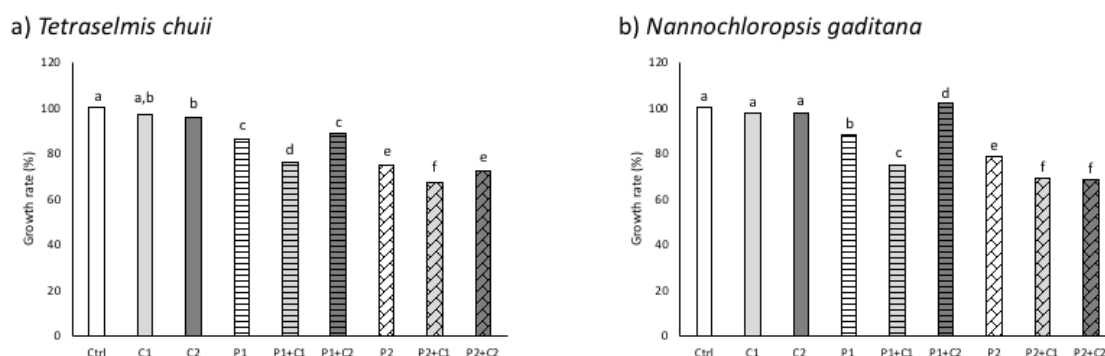 a) Tetraselmis chuii
120
100
80
60
40
20
0
Growth rate (%)
a
a,b
b
c
d
c
e
f
e
Ctrl C1 C2 P1 P1+C1 P1+C2 P2 P2+C1 P2+C2
b) Nannochloropsis gaditana
120
100
80
60
40
20
0
Growth rate (%)
a
a
a
b
c
d
e
f
f
Ctrl C1 C2 P1 P1+C1 P1+C2 P2 P2+C1 P2+C2